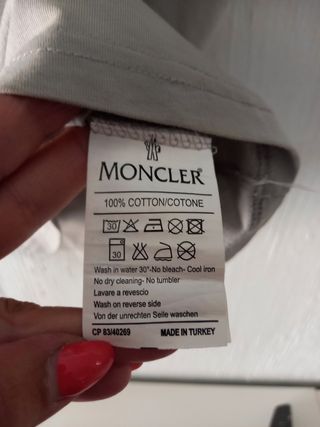 MONCLER
100% COTTON/COTONE
30
30
Wash in water 30°-No bleach- Cool iron
No dry cleaning- No tumbler
Lavare a revescio
Wash on reverse side
Von der unrechten Seile waschen
CP 83/40269 MADE IN TURKEY